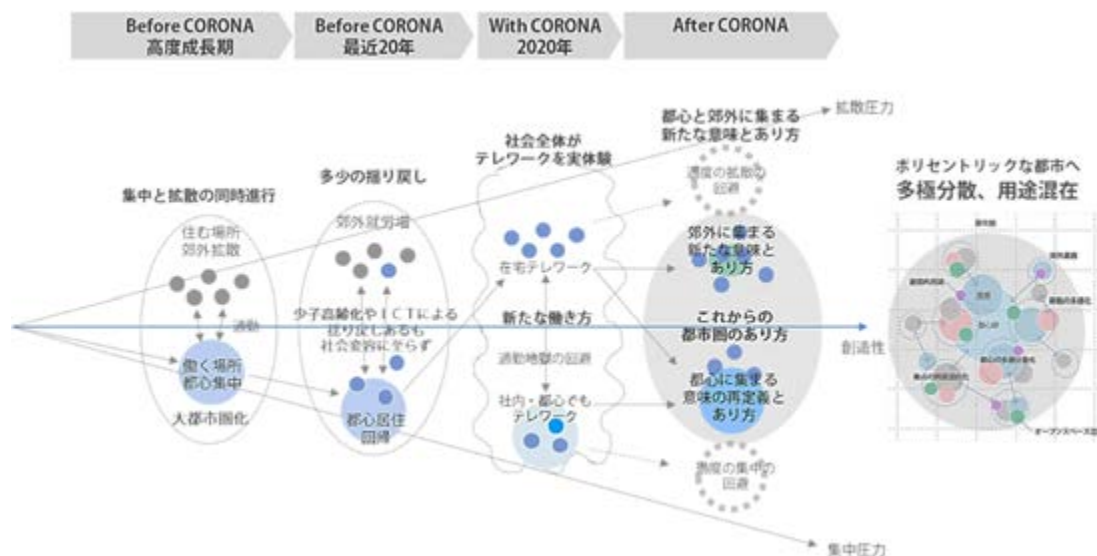 Before CORONA
高度成長期
Before CORONA
最近20年
With CORONA
2020年
After CORONA
集中と拡散の同時進行
住む場所
郊外拡散
通勤
働く場所
都心集中
大都市圏化
多少の揺り戻し
郊外就労増
少子高齢化やICTによる
揺り戻しあるも
社会変容に至らず
都心居住
回帰
社会全体が
テレワークを実体験
在宅テレワーク
新たな働き方
通勤地獄の回避
社内・都心でも
テレワーク
都心と郊外に集まる
新たな意味とあり方
過度の拡散の
回避
郊外に集まる
新たな意味と
あり方
これからの
都市圏のあり方
都心に集まる
意味の再定義と
あり方
過度の集中の
回避
拡散圧力
創造性
集中圧力
ポリセントリックな都市へ
多極分散、用途混在